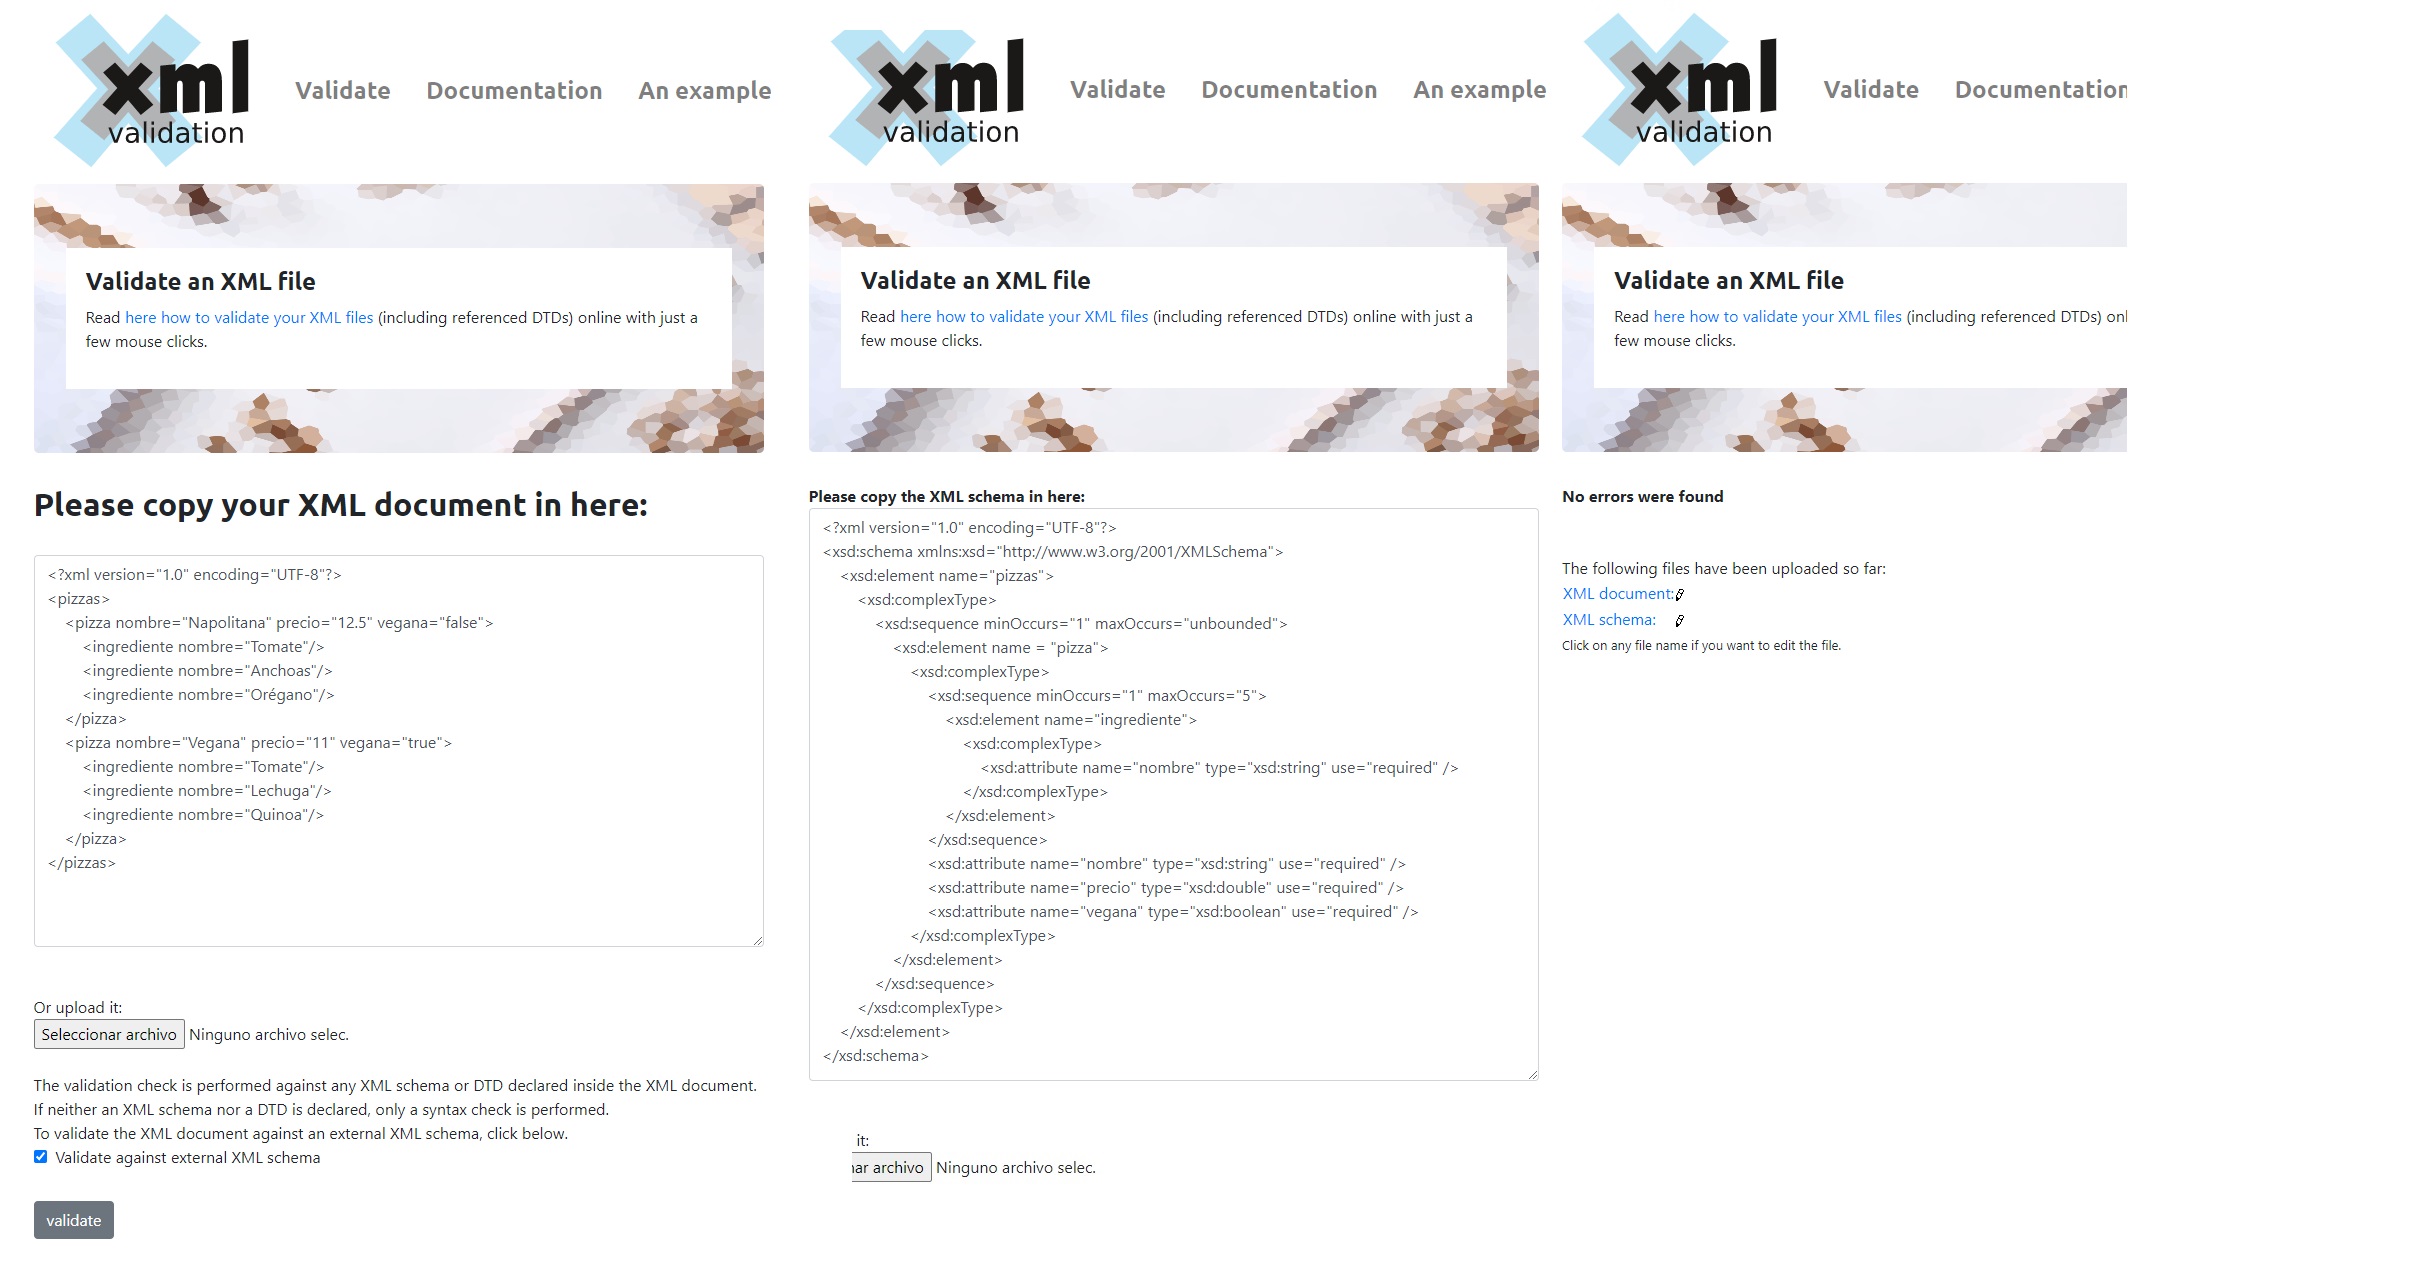 xml
validation
Validate Documentation An example
Validate an XML file
Read here how to validate your XML files (including referenced DTDs) online with just a
few mouse clicks.
Please copy your XML document in here:
<?xml version="1.0" encoding="UTF-8"?>
<pizzas>
<pizza nombre="Napolitana" precio="12.5" vegana="false">
<ingrediente nombre="Tomate"/>
<ingrediente nombre="Anchoas"/>
<ingrediente nombre="Orégano"/>
</pizza>
<pizza nombre="Vegana" precio="11" vegana="true">
<ingrediente nombre="Tomate"/>
<ingrediente nombre="Lechuga"/>
<ingrediente nombre="Quinoa"/>
</pizza>
</pizzas>
Or upload it:
Seleccionar archivo Ninguno archivo selec.
The validation check is performed against any XML schema or DTD declared inside the XML document.
If neither an XML schema nor a DTD is declared, only a syntax check is performed.
To validate the XML document against an external XML schema, click below.
Validate against external XML schema
validate
xml
validation
Validate Documentation An example
Validate an XML file
Read here how to validate your XML files (including referenced DTDs) online with just a
few mouse clicks.
Please copy the XML schema in here:
<?xml version="1.0" encoding="UTF-8"?>
<xsd:schema xmlns:xsd="http://www.w3.org/2001/XMLSchema">
<xsd:element name="pizzas">
<xsd:complexType>
<xsd:sequence minOccurs="1" maxOccurs="unbounded">
<xsd:element name = "pizza">
<xsd:complexType>
<xsd:sequence minOccurs="1" maxOccurs="5">
<xsd:element name="ingrediente">
<xsd:complexType>
<xsd:attribute name="nombre" type="xsd:string" use="required" />
</xsd:complexType>
</xsd:element>
</xsd:sequence>
<xsd:attribute name="nombre" type="xsd:string" use="required" />
<xsd:attribute name="precio" type="xsd:double" use="required" />
<xsd:attribute name="vegana" type="xsd:boolean" use="required" />
</xsd:complexType>
</xsd:element>
</xsd:sequence>
</xsd:complexType>
</xsd:element>
</xsd:schema>
it:
ar archivo Ninguno archivo selec.
xml
validation
Validate Documentation
Validate an XML file
Read here how to validate your XML files (including referenced DTDs) onl
few mouse clicks.
No errors were found
The following files have been uploaded so far:
XML document:
XML schema:
Click on any file name if you want to edit the file.